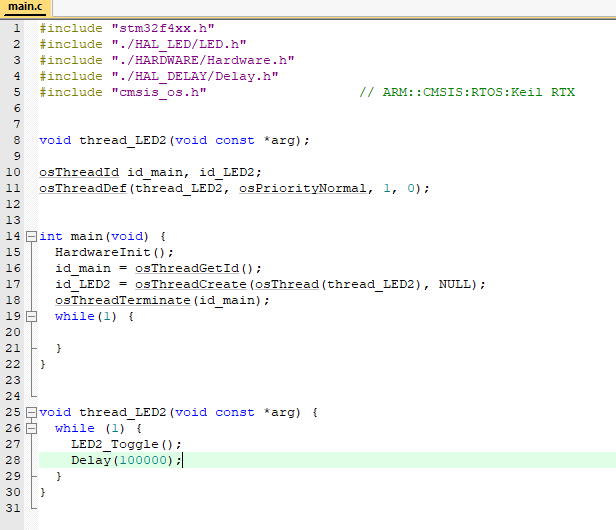 main.c
1 #include "stm32f4xx.h"
2 #include "./HAL_LED/LED.h"
3 #include "./HARDWARE/Hardware.h"
4 #include "./HAL_DELAY/Delay.h"
5 #include "cmsis_os.h" // ARM::CMSIS:RTOS:Keil RTX
6
7
8 void thread_LED2(void const *arg);
9
10 osThreadId id_main, id_LED2;
11 osThreadDef(thread_LED2, osPriorityNormal, 1, 0);
12
13
14 int main(void) {
15 HardwareInit();
16 id_main = osThreadGetId();
17 id_LED2 = osThreadCreate(osThread(thread_LED2), NULL);
18 osThreadTerminate(id_main);
19 while(1) {
20
21 }
22 }
23
24
25 void thread_LED2(void const *arg) {
26 while (1) {
27 LED2_Toggle();
28 Delay(100000);
29 }
30 }
31